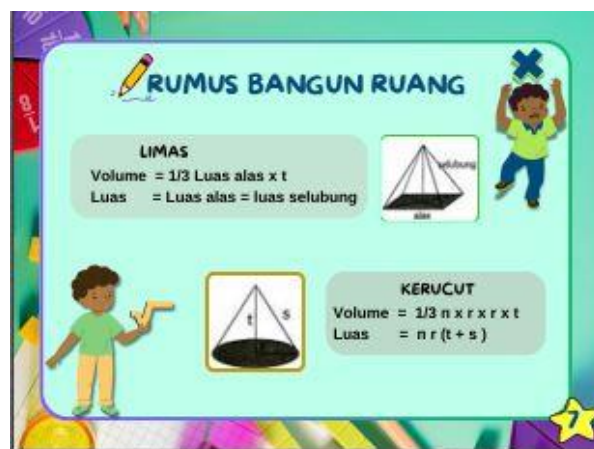 RUMUS BANGUN RUANG
LIMAS
Volume = 1/3 Luas alas x t
Luas = Luas alas = luas selubung
selubung
alas
t
s
KERUCUT
Volume = 1/3 n x r x r x t
Luas = n r (t + s )
7